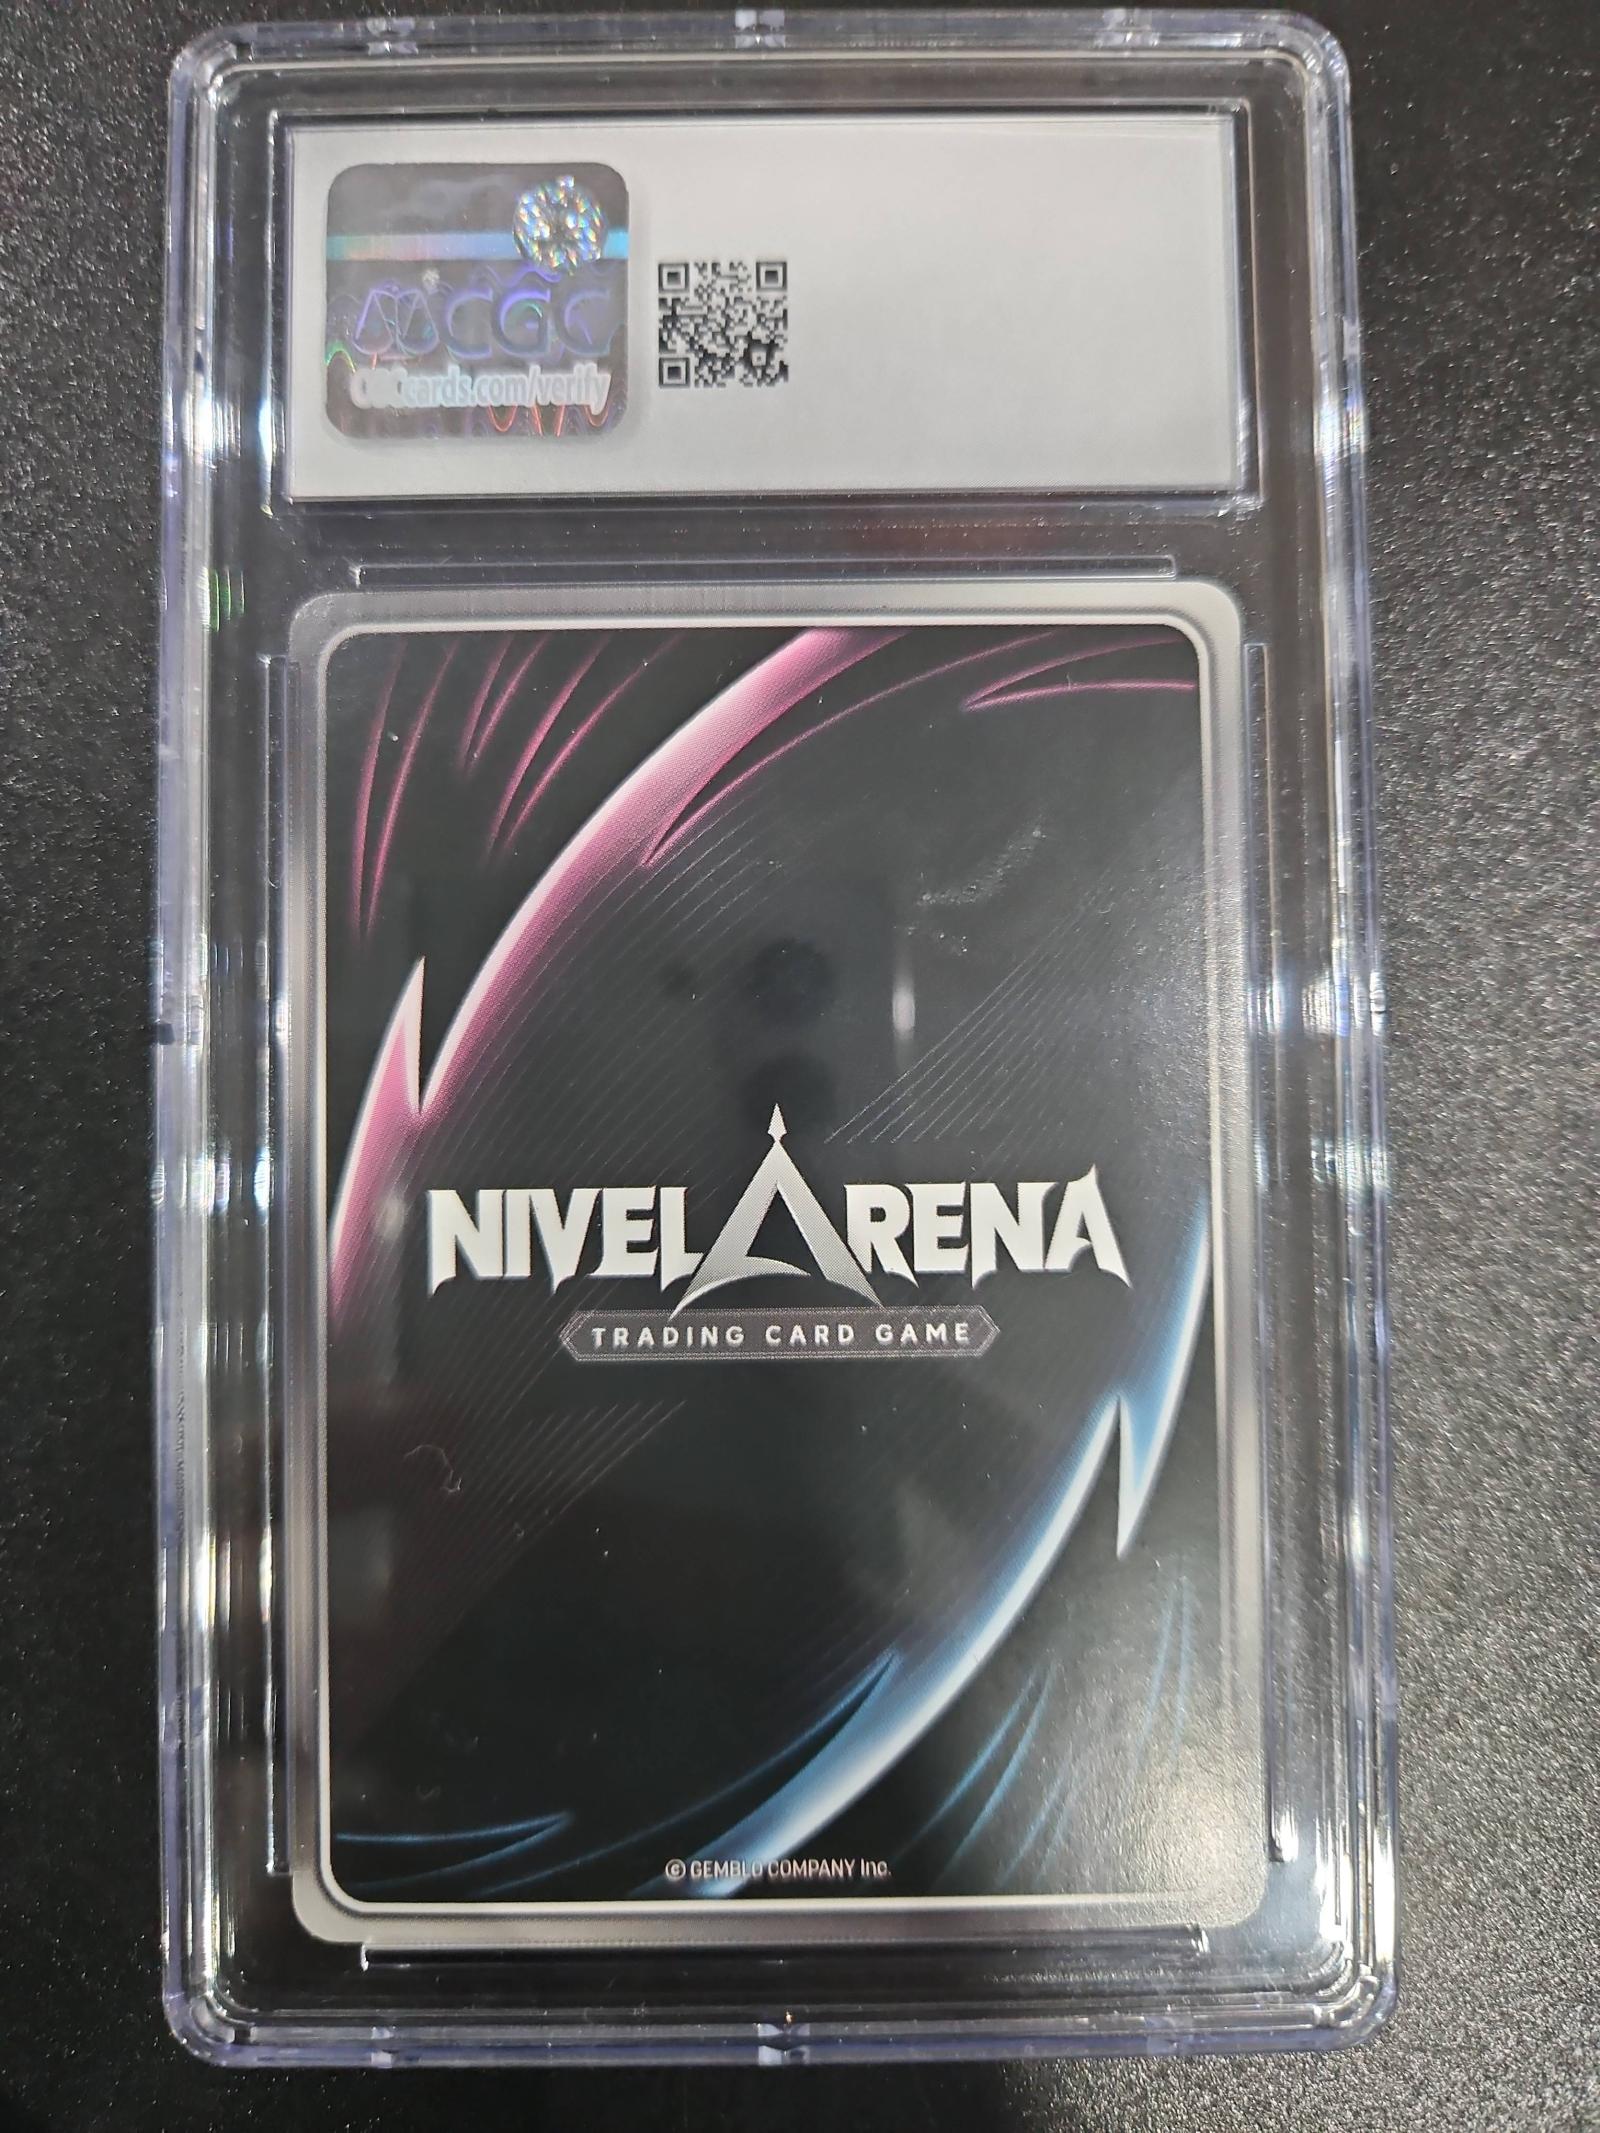 CGC
CGCcards.com/verify
NIVEL ARENA
TRADING CARD GAME
© GEMBLO COMPANY Inc.